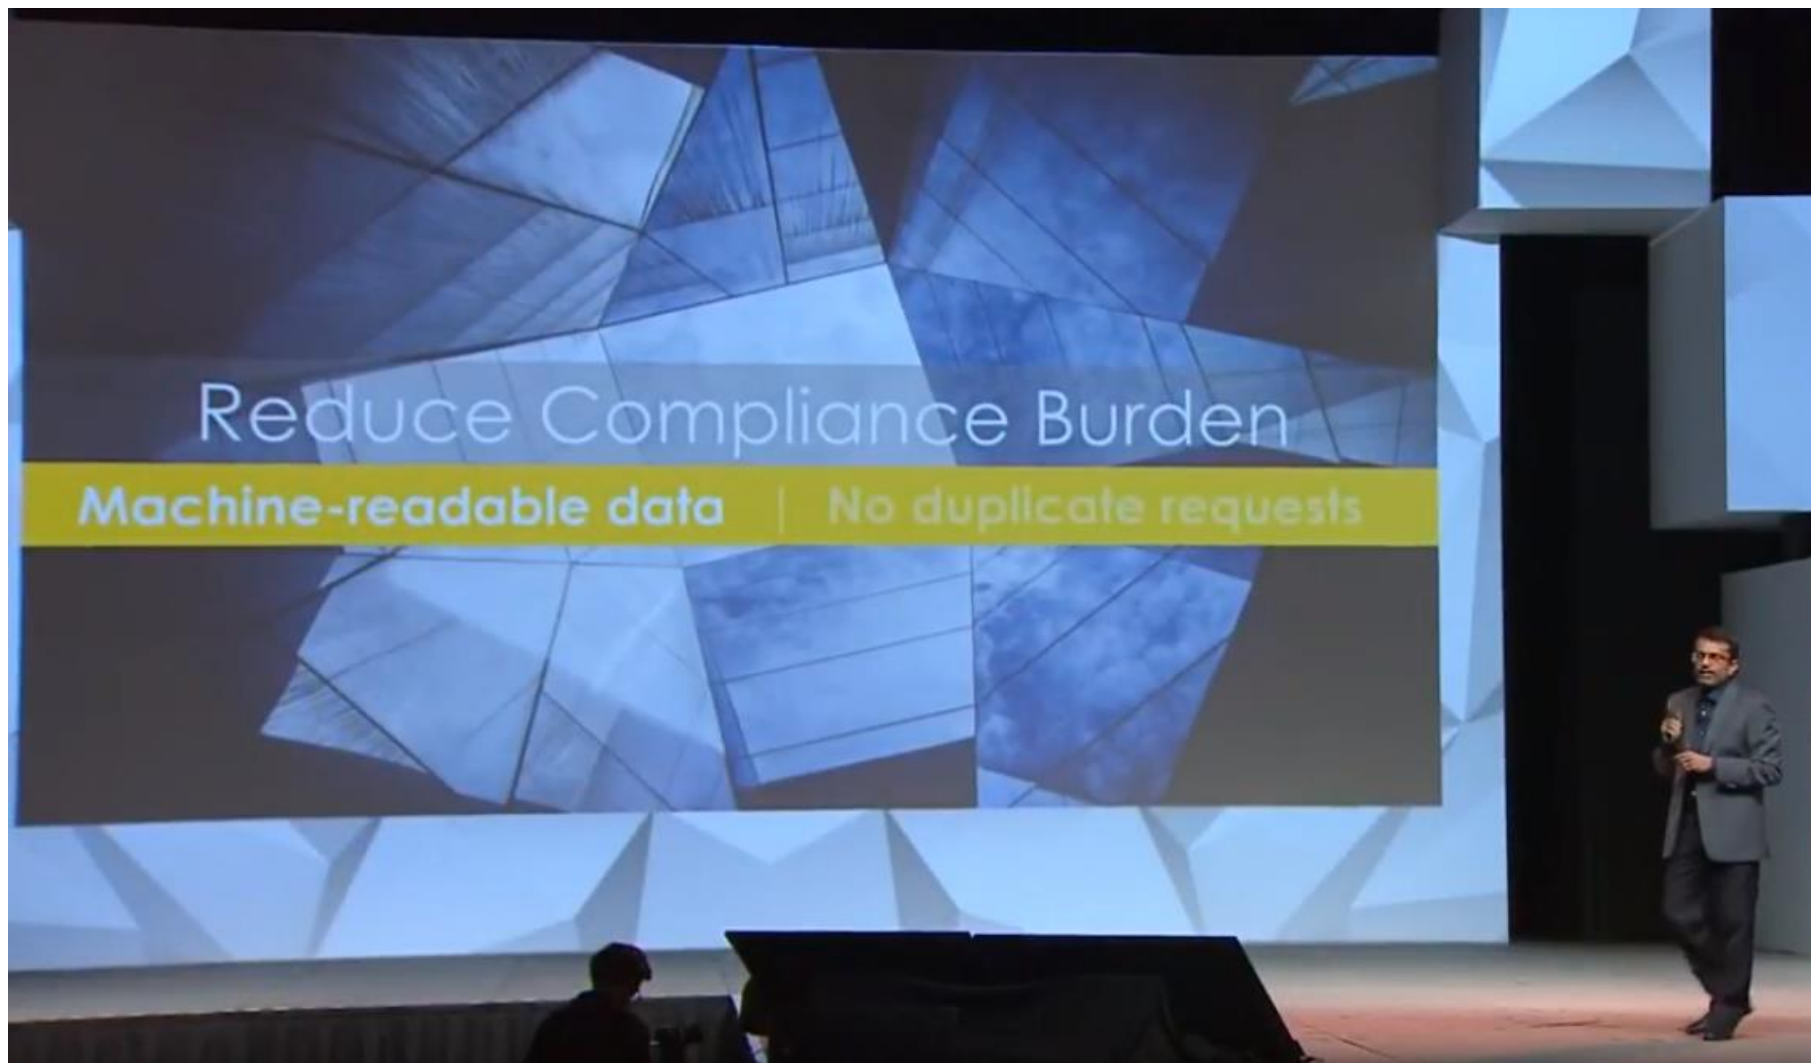 Reduce Compliance Burden
Machine-readable data | No duplicate requests